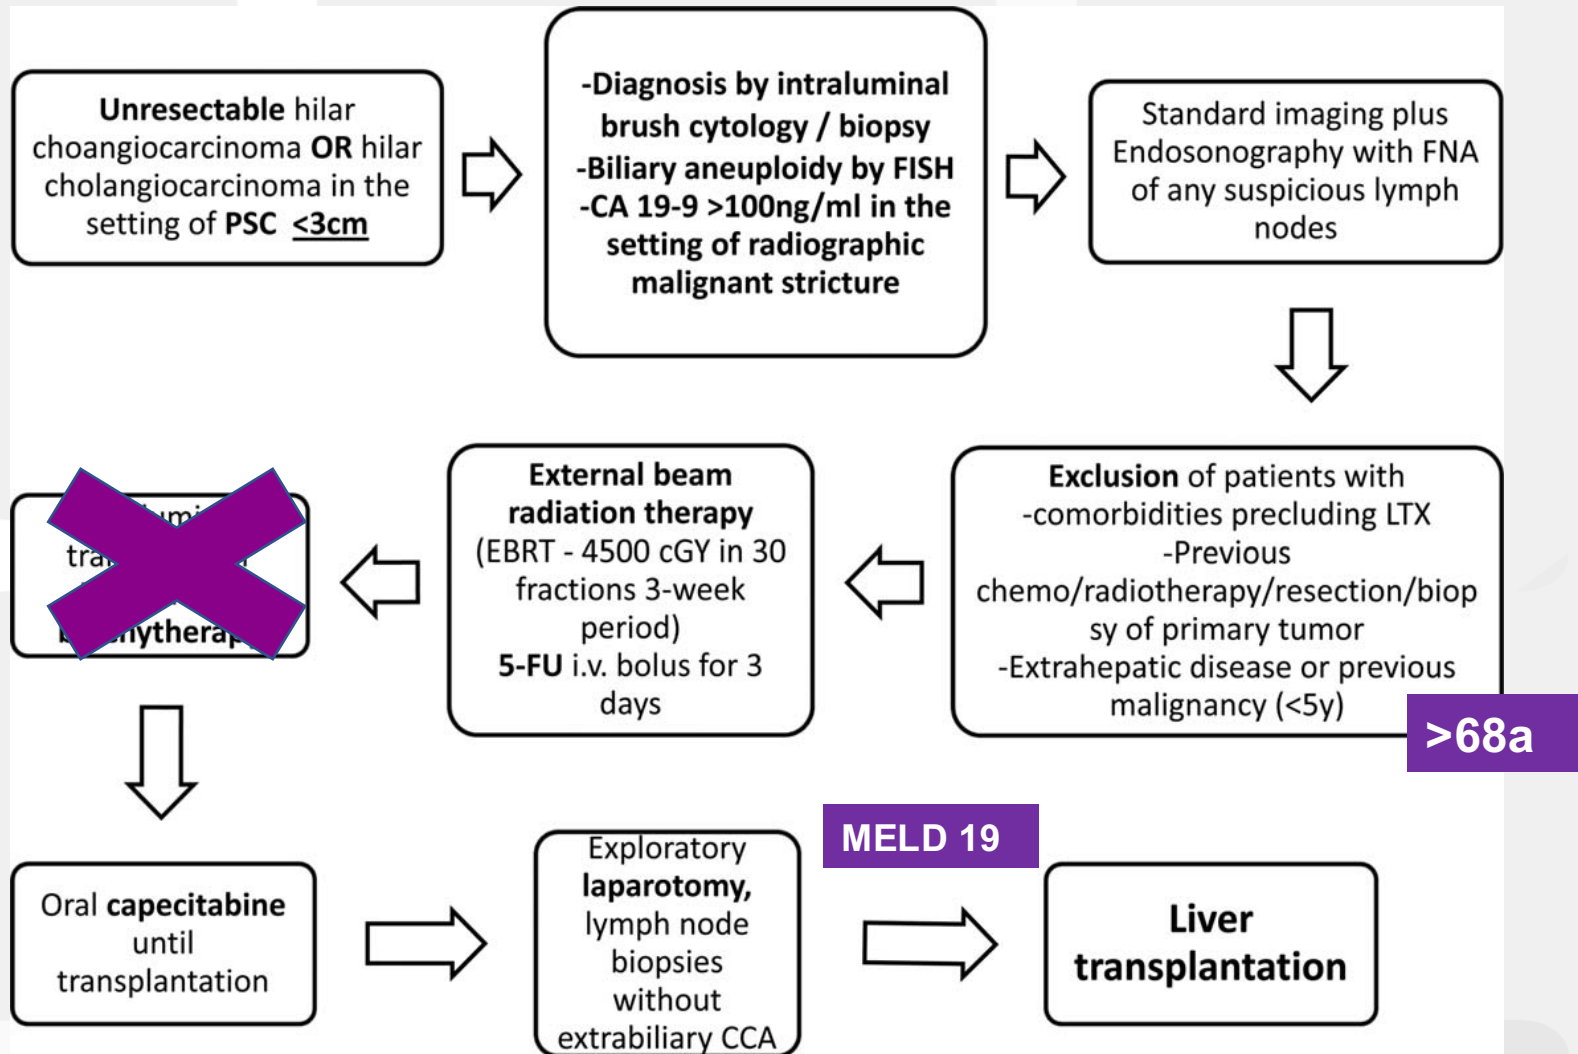 Unresectable hilar
choangiocarcinoma OR hilar
cholangiocarcinoma in the
setting of PSC <3cm
-Diagnosis by intraluminal
brush cytology / biopsy
-Biliary aneuploidy by FISH
-CA 19-9 >100ng/ml in the
setting of radiographic
malignant stricture
Standard imaging plus
Endosonography with FNA
of any suspicious lymph
nodes
Exclusion of patients with
-comorbidities precluding LTX
-Previous
chemo/radiotherapy/resection/biop
sy of primary tumor
-Extrahepatic disease or previous
malignancy (<5y)
>68a
External beam
radiation therapy
(EBRT - 4500 cGY in 30
fractions 3-week
period)
5-FU i.v. bolus for 3
days
Oral capecitabine
until
transplantation
Exploratory
laparotomy,
lymph node
biopsies
without
extrabiliary CCA
MELD 19
Liver
transplantation